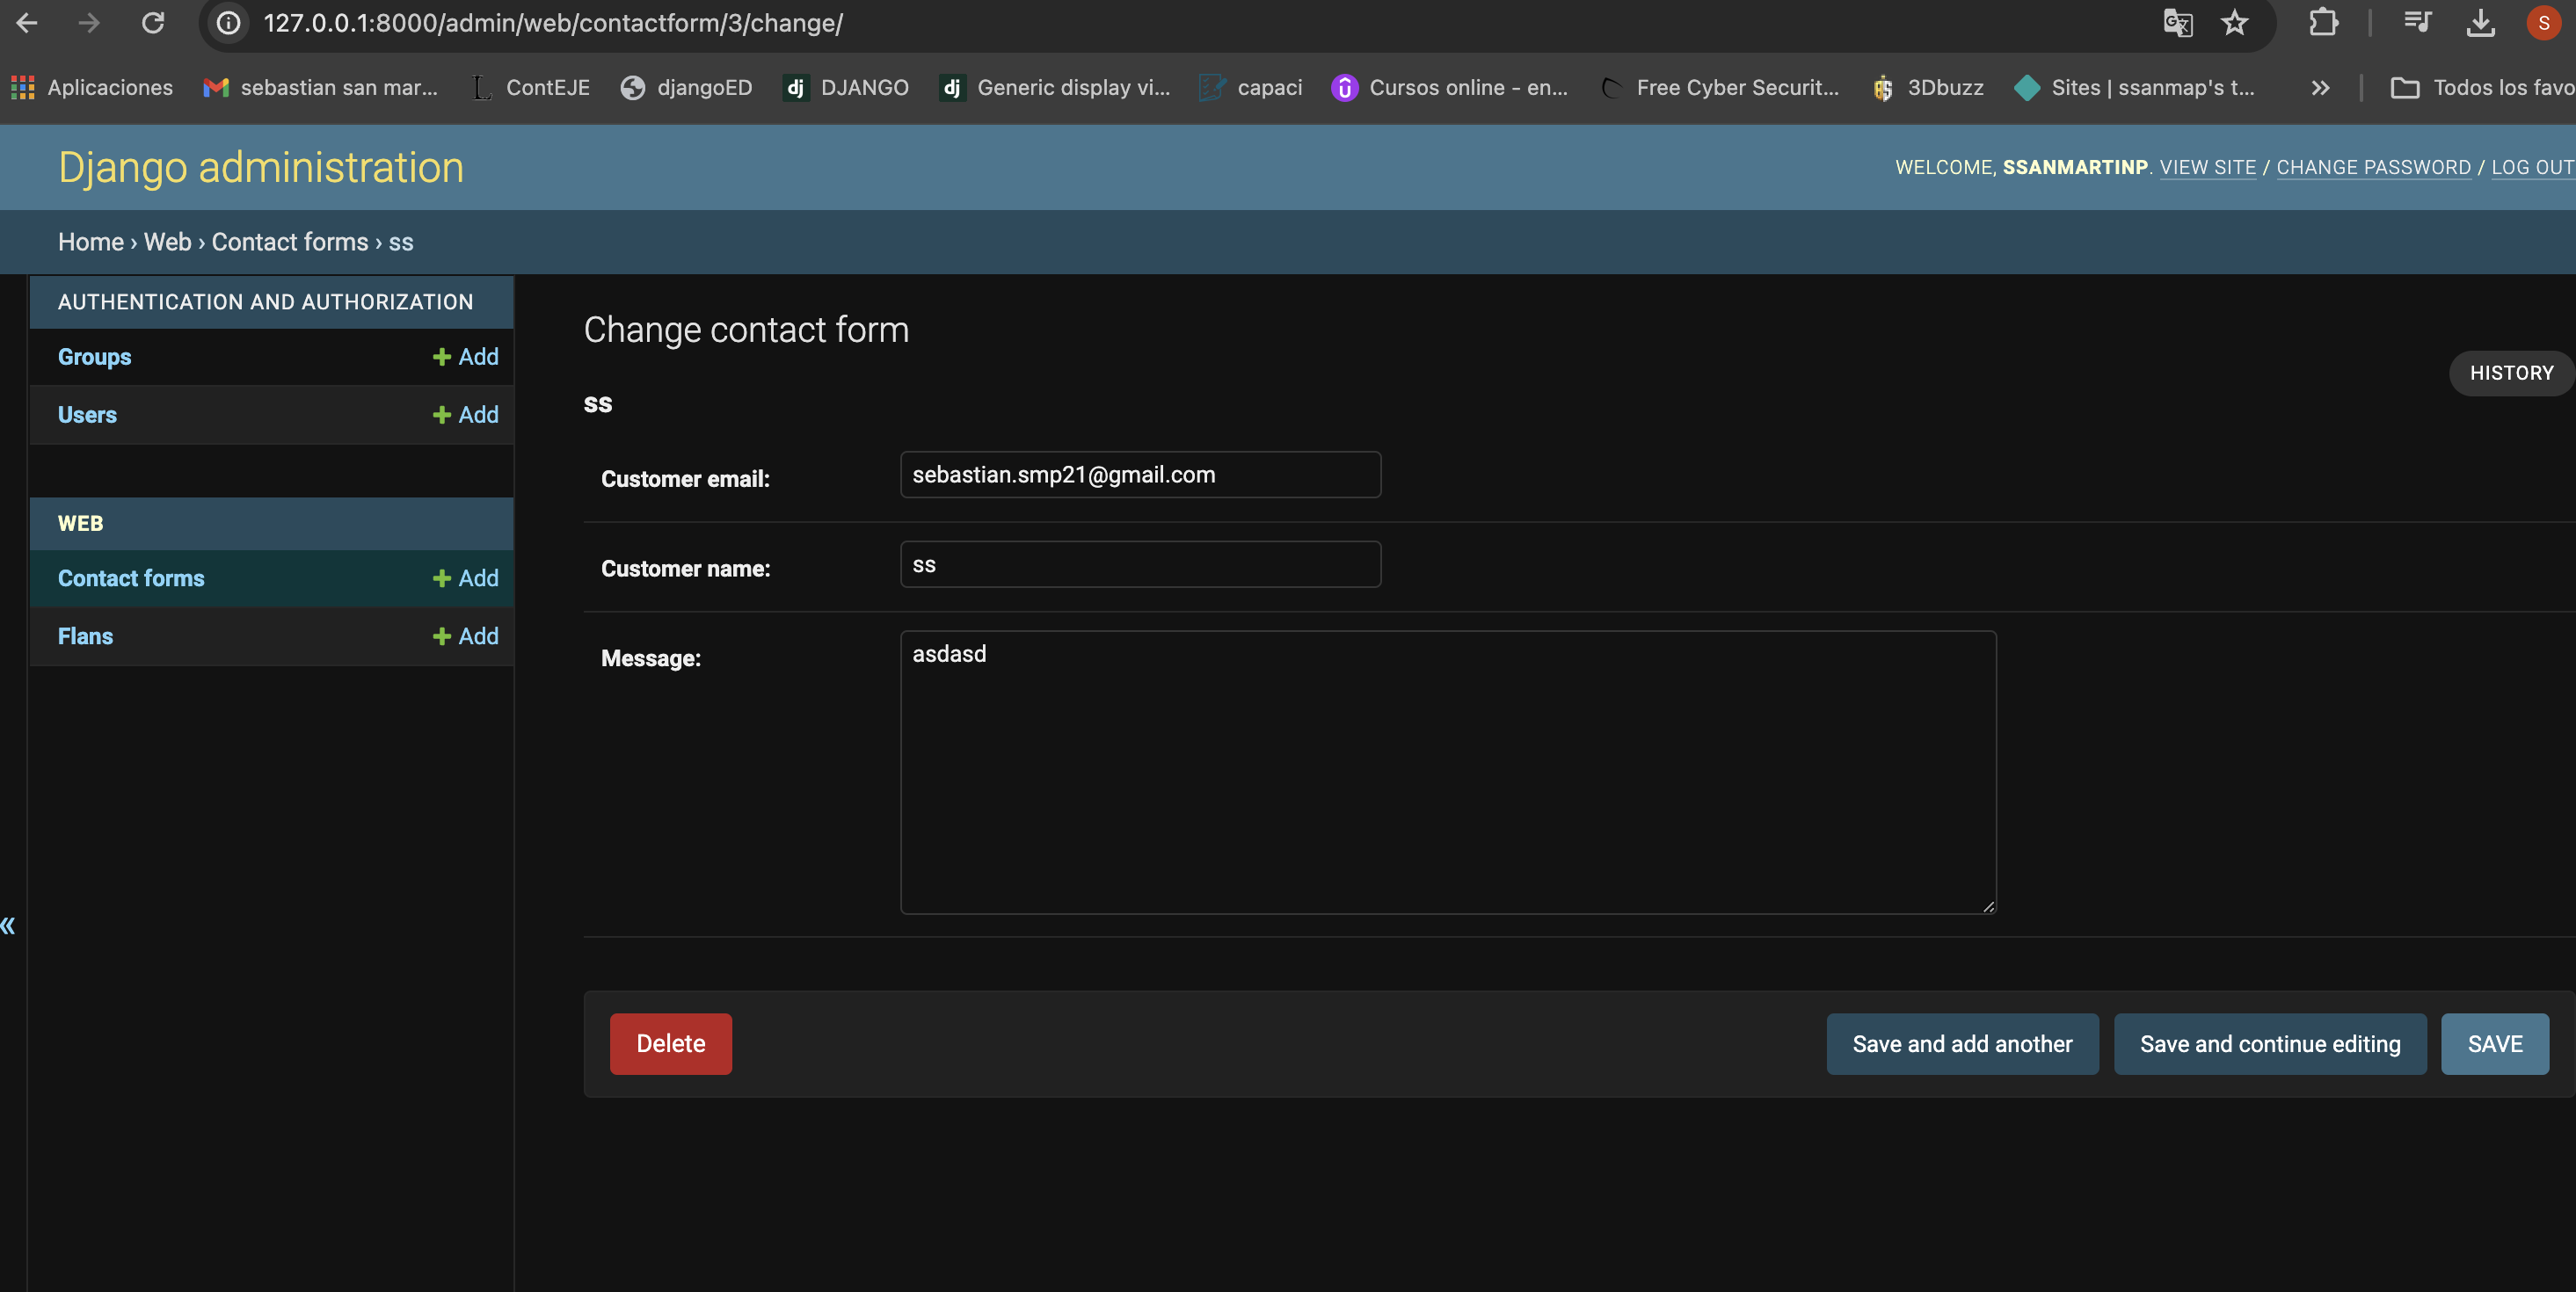 127.0.0.1:8000/admin/web/contactform/3/change/
S
Aplicaciones
sebastian san mar...
ContEJE
djangoED
dj DJANGO
dj Generic display vi...
capaci
Cursos online - en...
Free Cyber Securit...
3Dbuzz
Sites | ssanmap's t...
Todos los favo
Django administration
WELCOME, SSANMARTINP. VIEW SITE / CHANGE PASSWORD / LOG OUT
Home › Web › Contact forms › ss
AUTHENTICATION AND AUTHORIZATION
Groups + Add
Users + Add
WEB
Contact forms + Add
Flans + Add
«
Change contact form
HISTORY
ss
Customer email: sebastian.smp21@gmail.com
Customer name: ss
Message: asdasd
Delete
Save and add another
Save and continue editing
SAVE